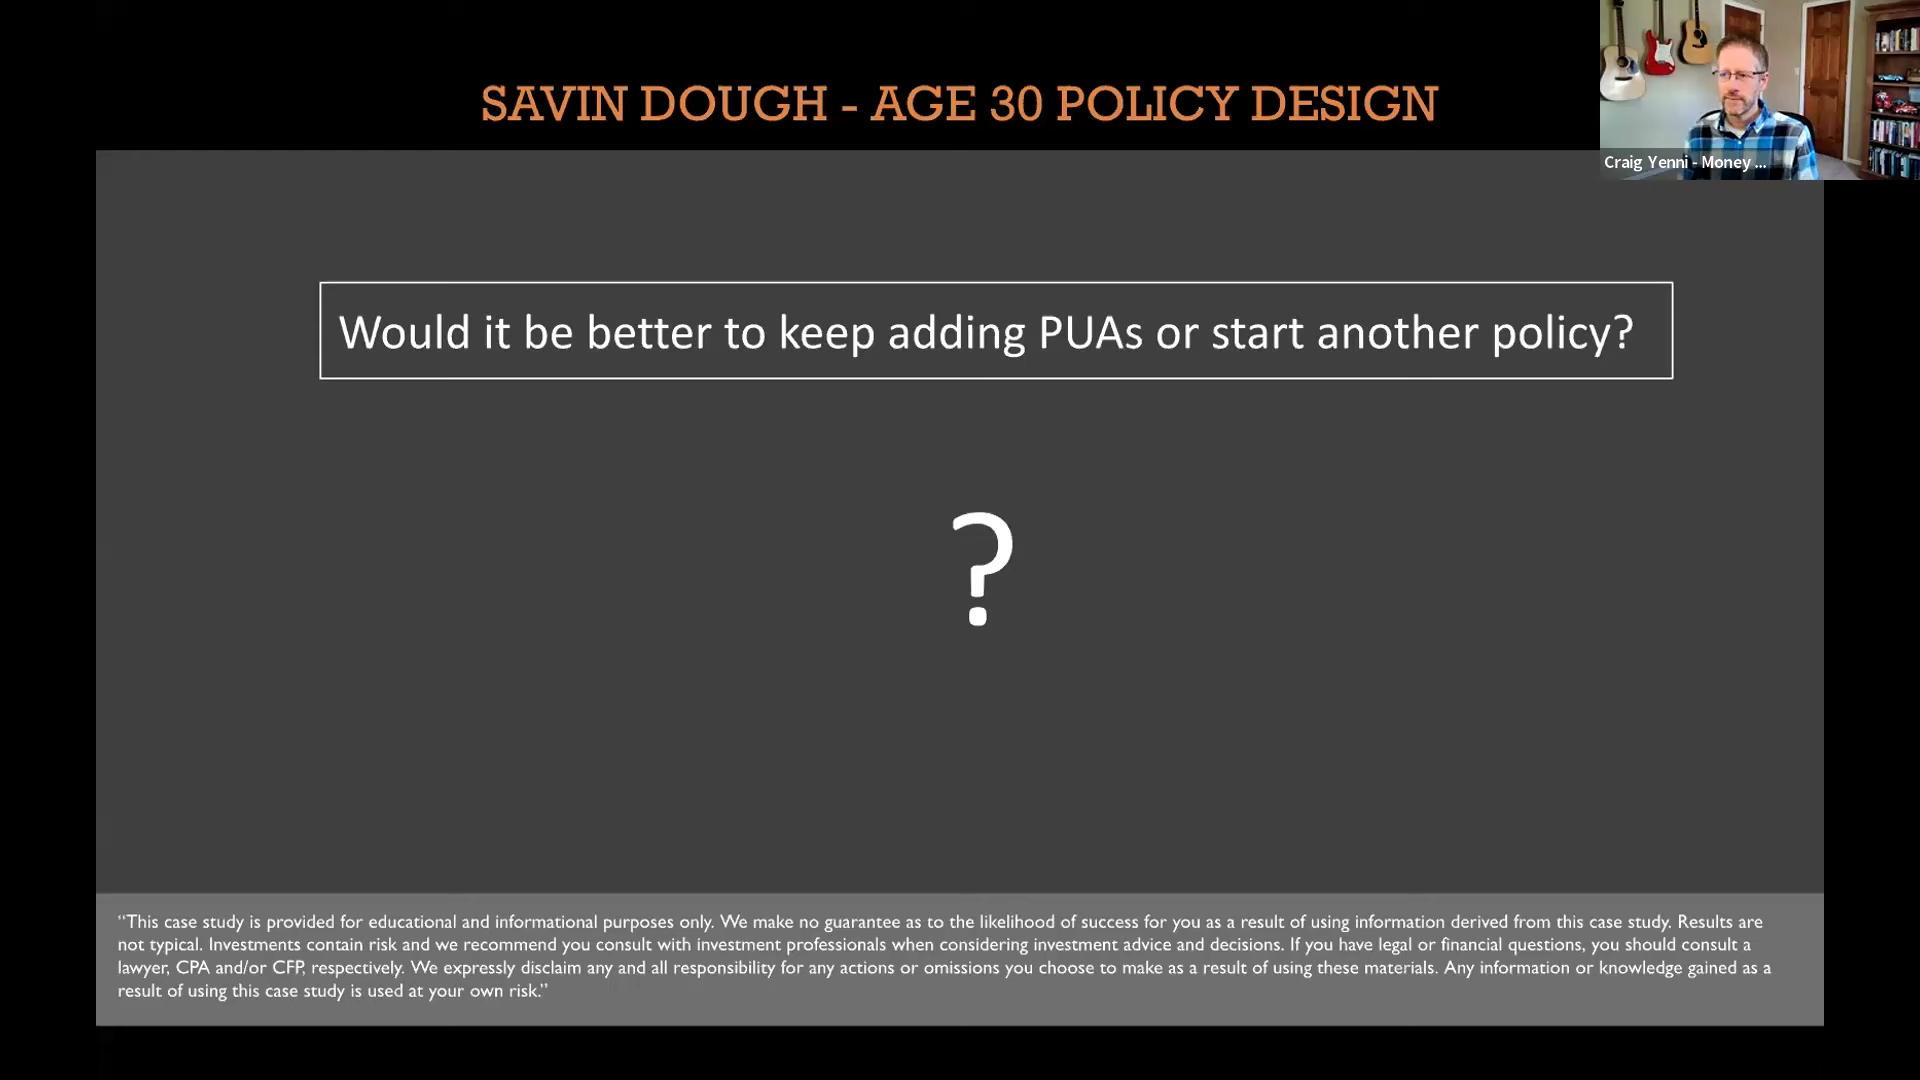 SAVIN DOUGH - AGE 30 POLICY DESIGN
Craig Yenni - Money ...
Would it be better to keep adding PUAs or start another policy?
?
“This case study is provided for educational and informational purposes only. We make no guarantee as to the likelihood of success for you as a result of using information derived from this case study. Results are
not typical. Investments contain risk and we recommend you consult with investment professionals when considering investment advice and decisions. If you have legal or financial questions, you should consult a
lawyer, CPA and/or CFP, respectively. We expressly disclaim any and all responsibility for any actions or omissions you choose to make as a result of using these materials. Any information or knowledge gained as a
result of using this case study is used at your own risk.”